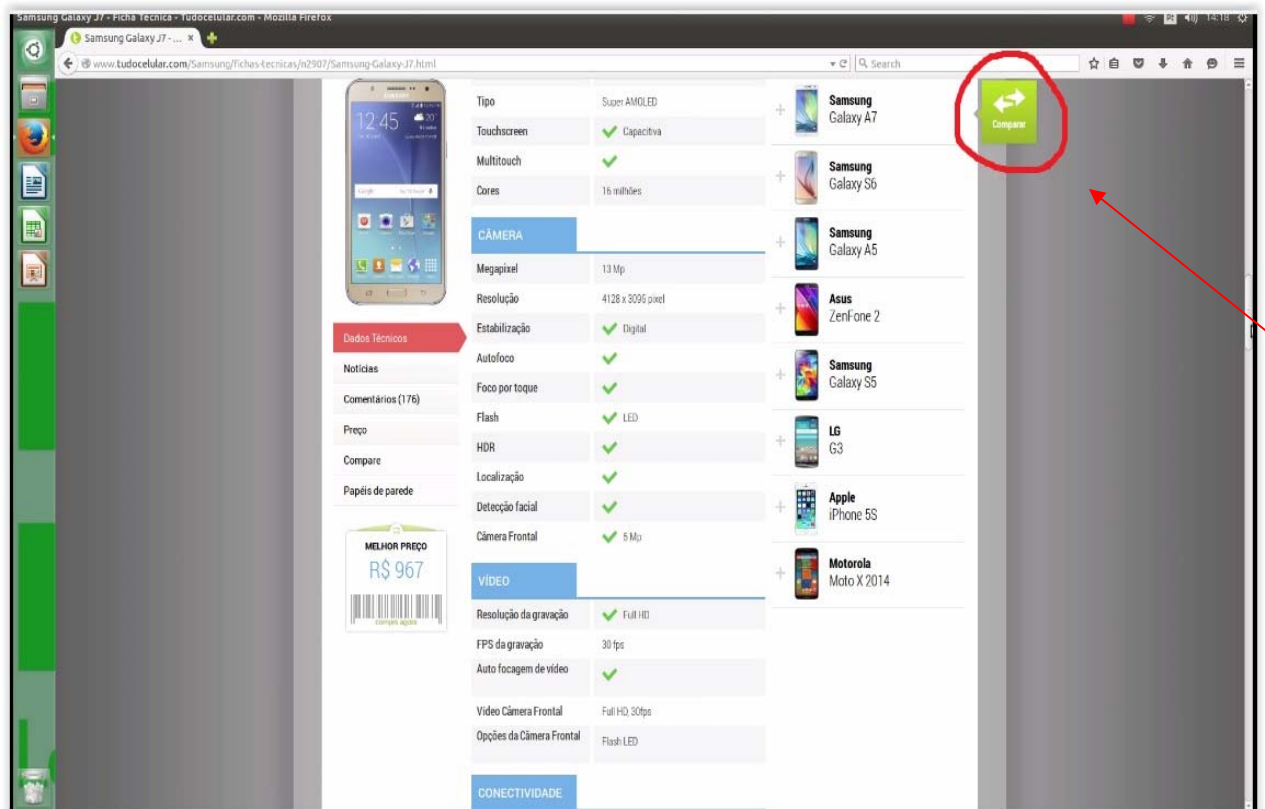 Samsung Galaxy J7 - Ficha Técnica - Tudocelular.com - Mozilla Firefox
Pt 14:18
Samsung Galaxy J7 - ... ×
www.tudocelular.com/Samsung/fichas-tecnicas/n2907/Samsung-Galaxy-J7.html
Search
12:45
20°
Dados Técnicos
Notícias
Comentários (176)
Preço
Compare
Papéis de parede
MELHOR PREÇO
R$ 967
compra agora
Tipo Super AMOLED
Touchscreen Capacitiva
Multitouch
Cores 16 milhões
CÂMERA
Megapixel 13 Mp
Resolução 4128 x 3096 pixel
Estabilização Digital
Autofoco
Foco por toque
Flash LED
HDR
Localização
Detecção facial
Câmera Frontal 5 Mp
VÍDEO
Resolução da gravação Full HD
FPS da gravação 30 fps
Auto focagem de vídeo
Vídeo Câmera Frontal Full HD, 30fps
Opções da Câmera Frontal Flash LED
CONECTIVIDADE
Samsung
Galaxy A7
Samsung
Galaxy S6
Samsung
Galaxy A5
Asus
ZenFone 2
Samsung
Galaxy S5
LG
G3
Apple
iPhone 5S
Motorola
Moto X 2014
Comparar